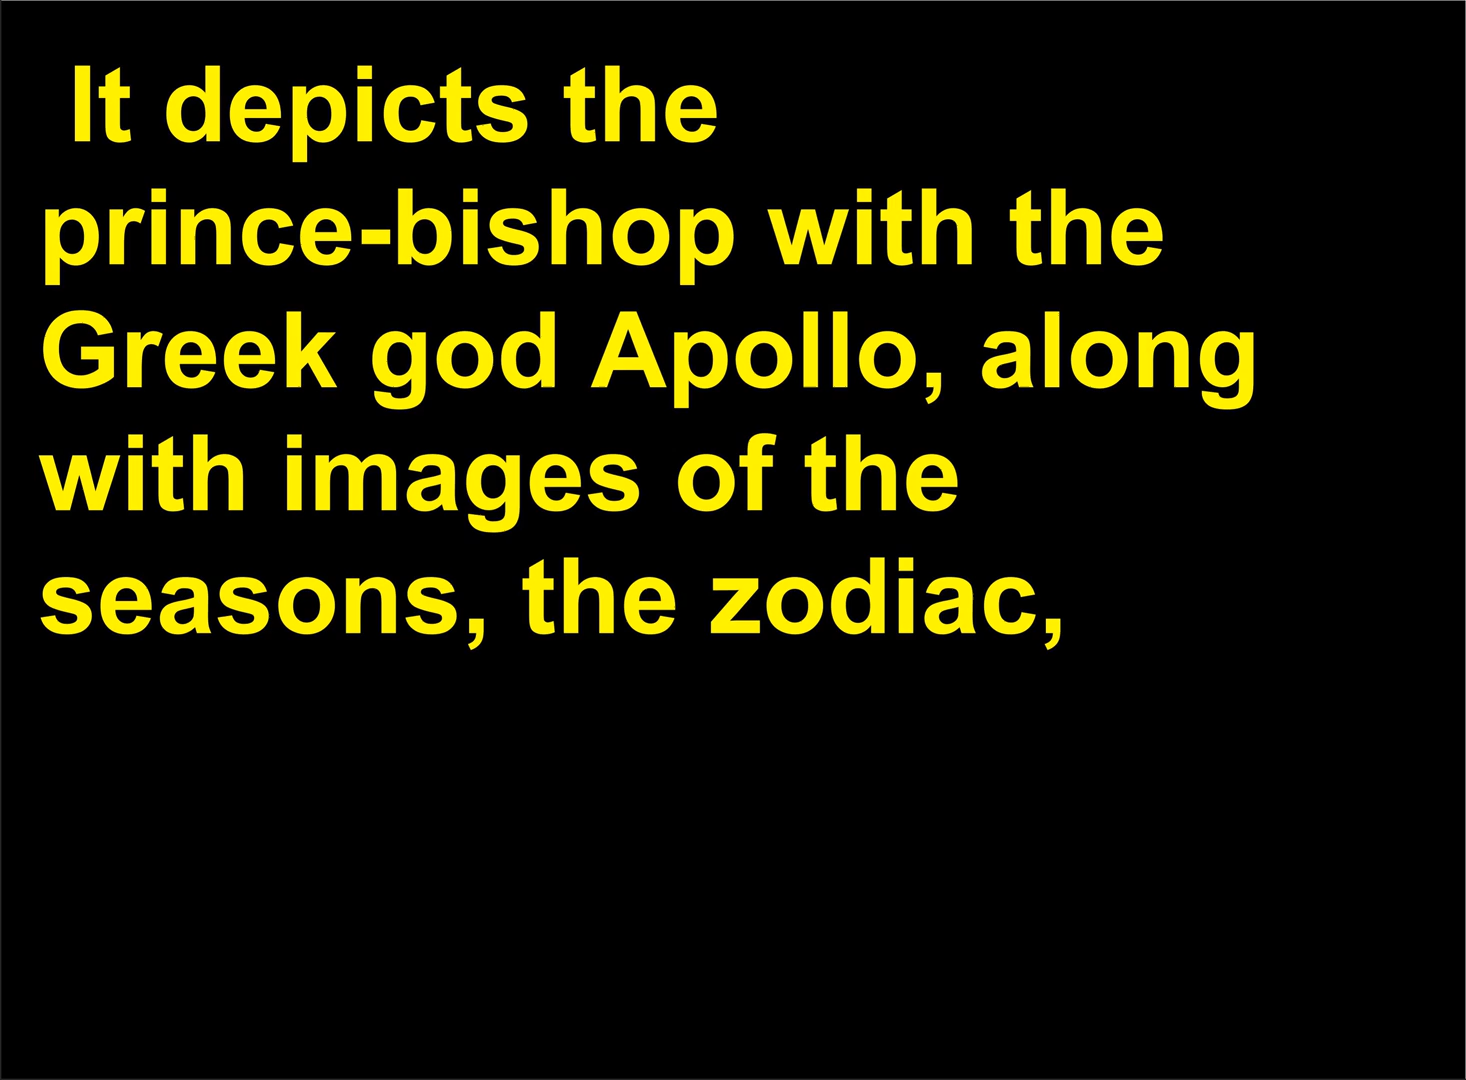 It depicts the
prince-bishop with the
Greek god Apollo, along
with images of the
seasons, the zodiac,